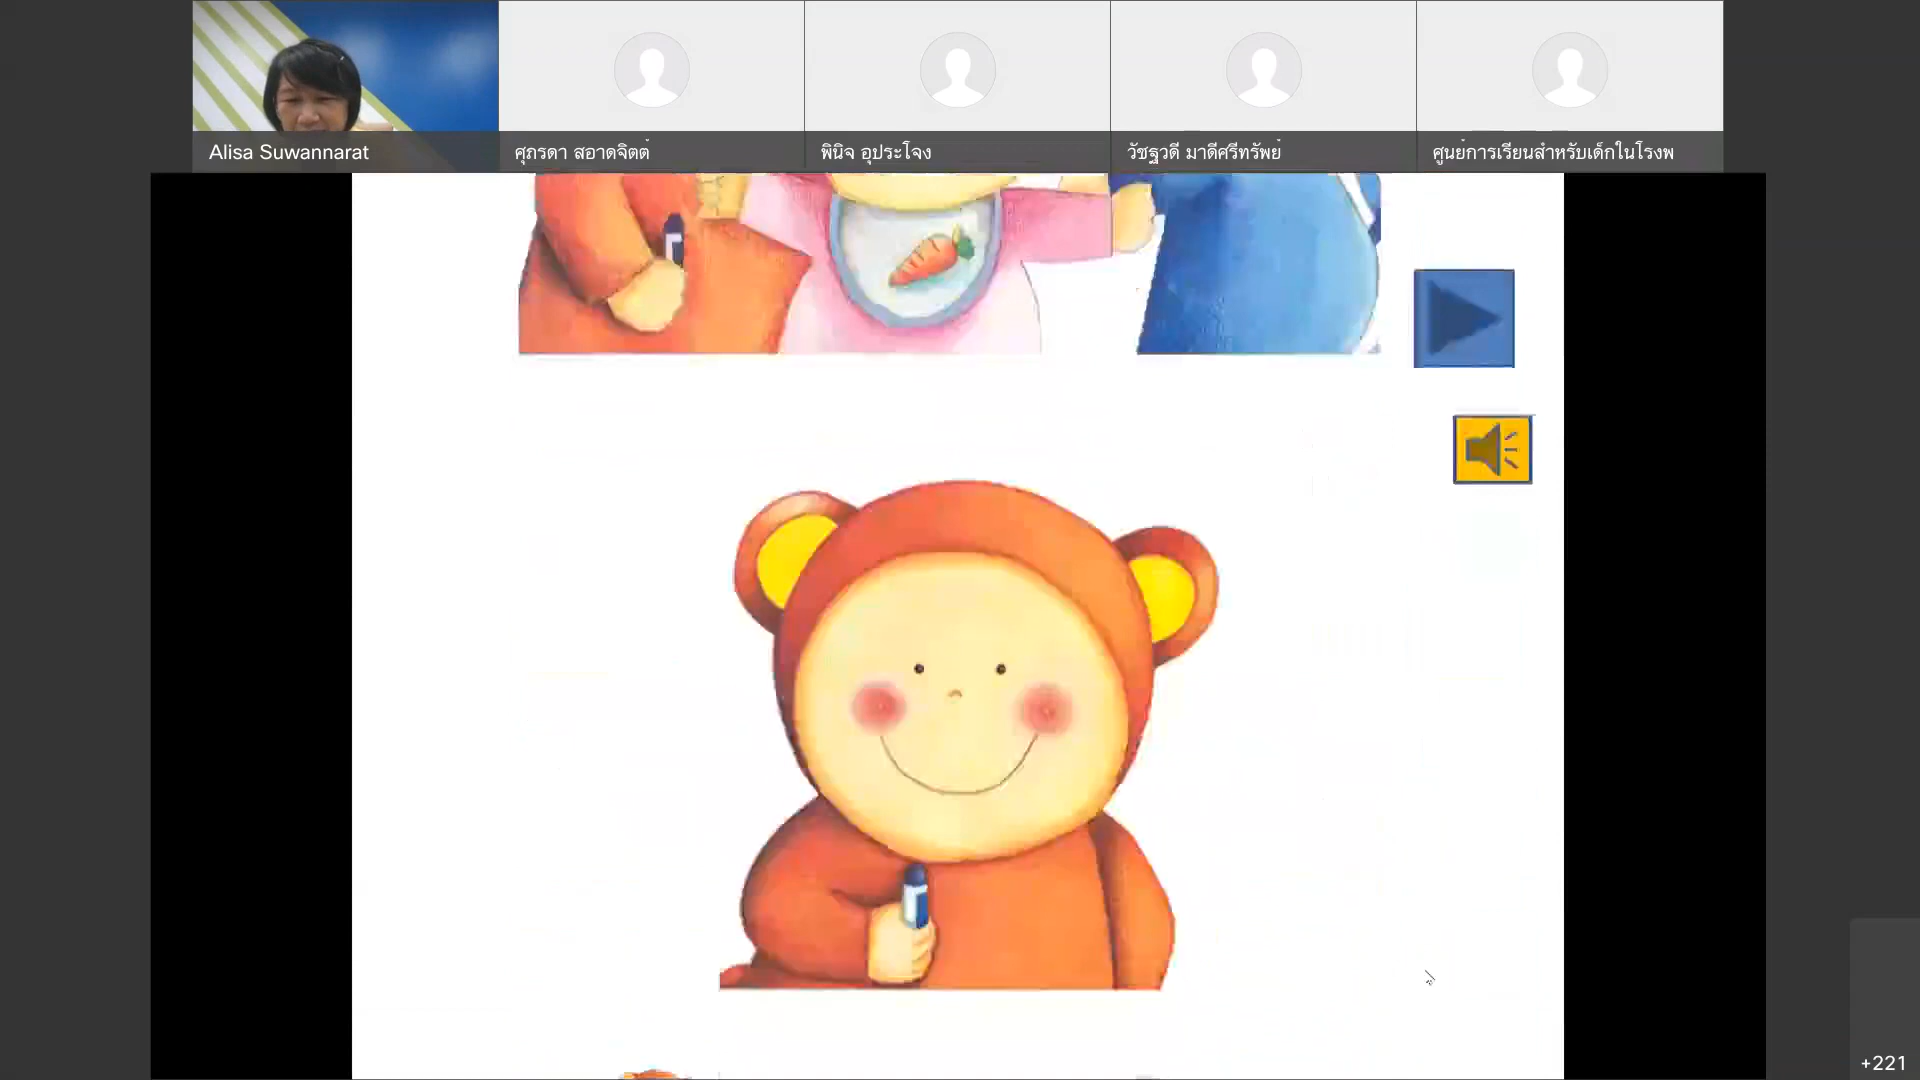 Alisa Suwannarat
ศุภรดา สอาดจิตต์
พินิจ อุประโจง
วัชฐวดี มาดีศรีทรัพย์
ศูนย์การเรียนสำหรับเด็กในโรงพ
+221